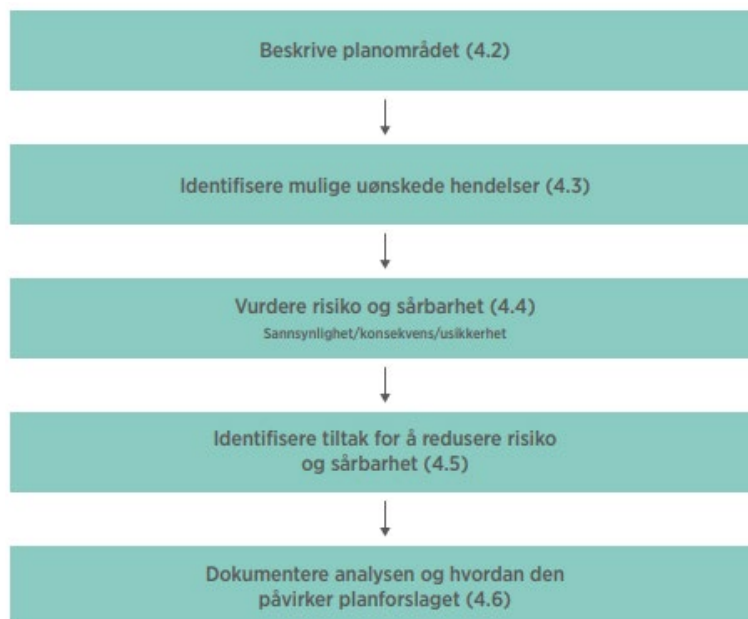 Beskrive planområdet (4.2)
Identifisere mulige uønskede hendelser (4.3)
Vurdere risiko og sårbarhet (4.4)
Sannsynlighet/konsekvens/usikkerhet
Identifisere tiltak for å redusere risiko
og sårbarhet (4.5)
Dokumentere analysen og hvordan den
påvirker planforslaget (4.6)